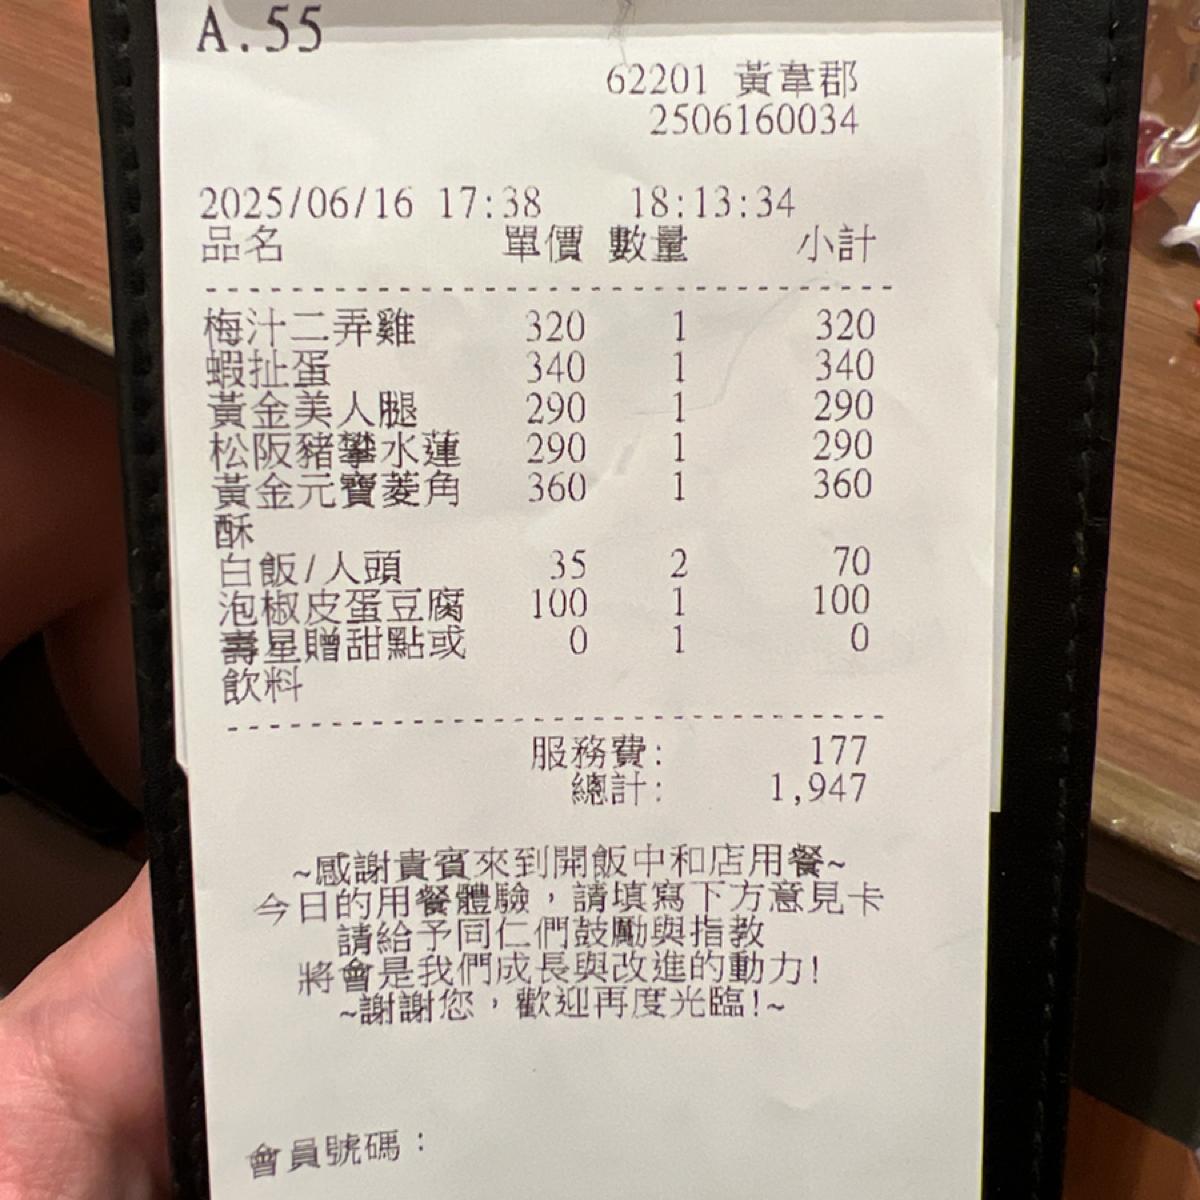 A.55
62201 黃韋郡
2506160034
2025/06/16 17:38 18:13:34
品名 單價 數量 小計
梅汁二弄雞 320 1 320
蝦扯蛋 340 1 340
黃金美人腿 290 1 290
松阪豬攀水蓮 290 1 290
黃金元寶菱角 360 1 360
酥
白飯/人頭 35 2 70
泡椒皮蛋豆腐 100 1 100
壽星贈甜點或 0 1 0
飲料
服務費: 177
總計: 1,947
~感謝貴賓來到開飯中和店用餐~
今日的用餐體驗,請填寫下方意見卡
請給予同仁們鼓勵與指教
將會是我們成長與改進的動力!
~謝謝您,歡迎再度光臨!~
會員號碼: